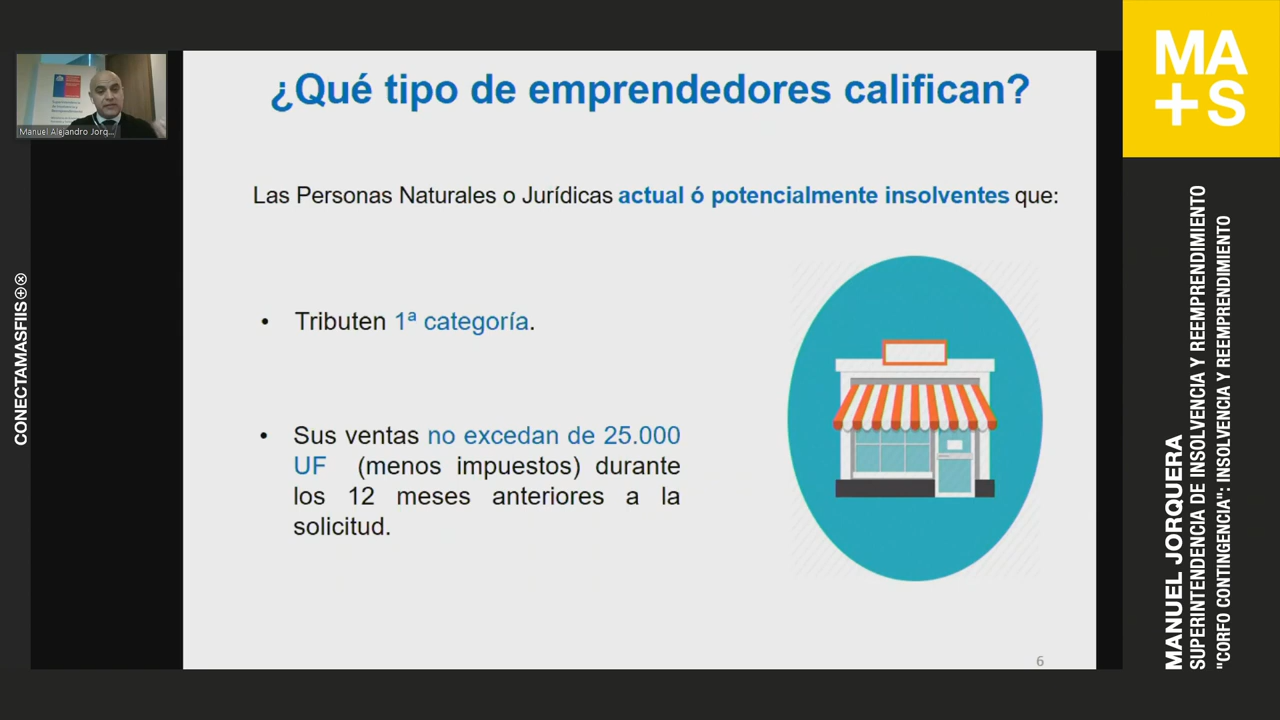 ¿Qué tipo de emprendedores califican?
Las Personas Naturales o Jurídicas actual ó potencialmente insolventes que:
• Tributen 1ª categoría.
• Sus ventas no excedan de 25.000
UF (menos impuestos) durante
los 12 meses anteriores a la
solicitud.
6
Manuel Alejandro Jorq...
CONECTAMASFIIS
MA
+S
MANUEL JORQUERA
SUPERINTENDENCIA DE INSOLVENCIA Y REEMPRENDIMIENTO
"CORFO CONTINGENCIA": INSOLVENCIA Y REEMPRENDIMIENTO